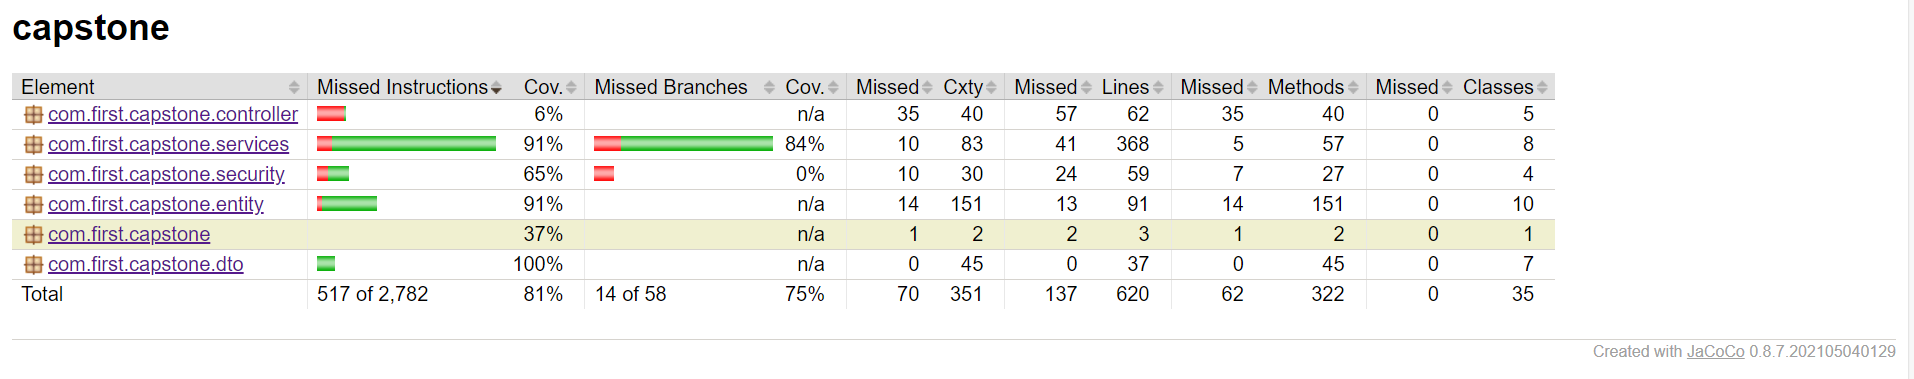 capstone
Element Missed Instructions Cov. Missed Branches Cov. Missed Cxty Missed Lines Missed Methods Missed Classes
com.first.capstone.controller 6% n/a 35 40 57 62 35 40 0 5
com.first.capstone.services 91% 84% 10 83 41 368 5 57 0 8
com.first.capstone.security 65% 0% 10 30 24 59 7 27 0 4
com.first.capstone.entity 91% n/a 14 151 13 91 14 151 0 10
com.first.capstone 37% n/a 1 2 2 3 1 2 0 1
com.first.capstone.dto 100% n/a 0 45 0 37 0 45 0 7
Total 517 of 2,782 81% 14 of 58 75% 70 351 137 620 62 322 0 35
Created with JaCoCo 0.8.7.202105040129